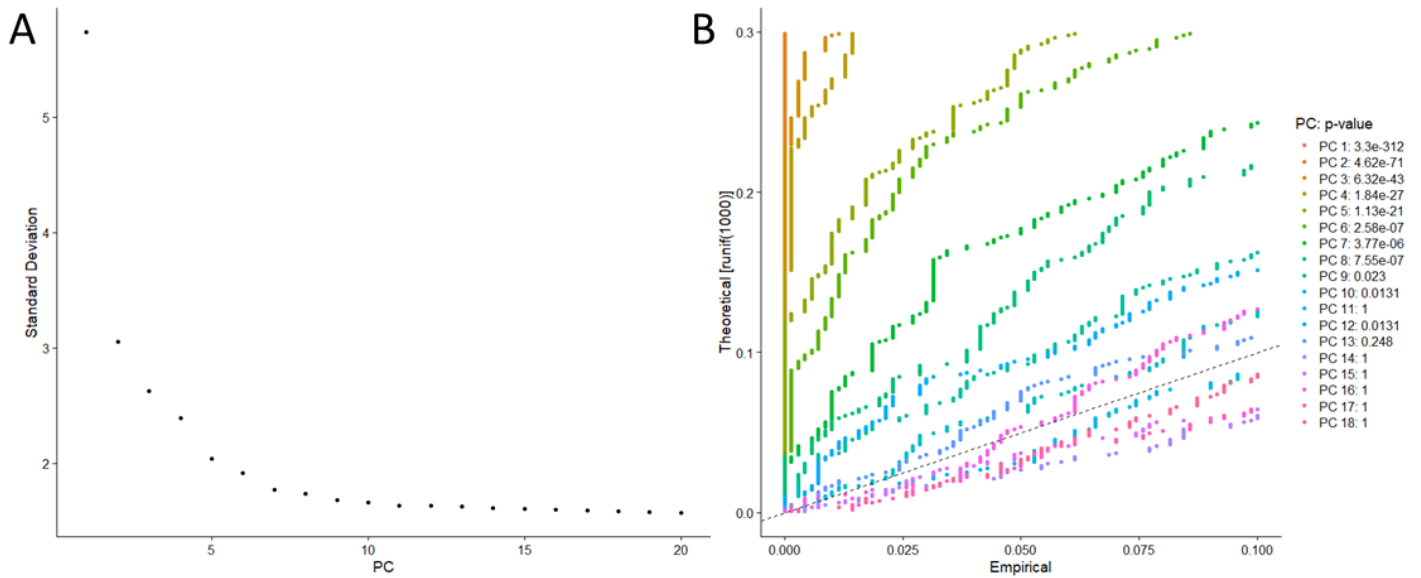 A
Standard Deviation
5
4
3
2
5
10
15
20
PC
B
Theoretical [runif(1000)]
0.3
0.2
0.1
0.0
0.000
0.025
0.050
0.075
0.100
Empirical
PC: p-value
PC 1: 3.3e-312
PC 2: 4.62e-71
PC 3: 6.32e-43
PC 4: 1.84e-27
PC 5: 1.13e-21
PC 6: 2.58e-07
PC 7: 3.77e-06
PC 8: 7.55e-07
PC 9: 0.023
PC 10: 0.0131
PC 11: 1
PC 12: 0.0131
PC 13: 0.248
PC 14: 1
PC 15: 1
PC 16: 1
PC 17: 1
PC 18: 1